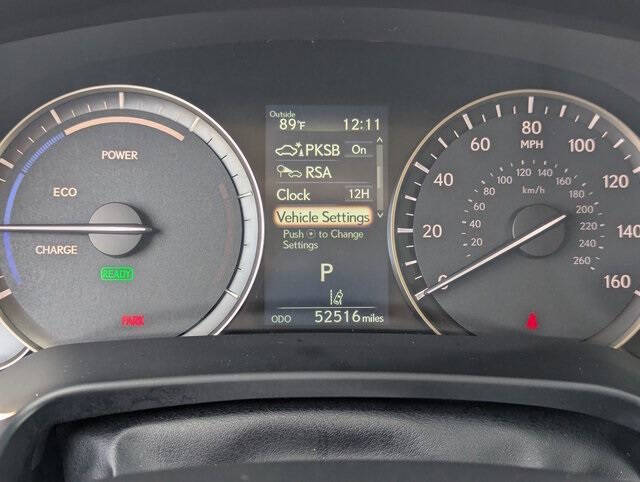 POWER
ECO
CHARGE
READY
PARK
Outside
89°F 12:11
PKSB On
RSA
Clock 12H
Vehicle Settings
Push to Change
Settings
P
ODO 52516 miles
0 20 40 60 80 100 120 140 160
MPH
20 40 60 80 100 120 140 160 180 200 220 240 260
km/h